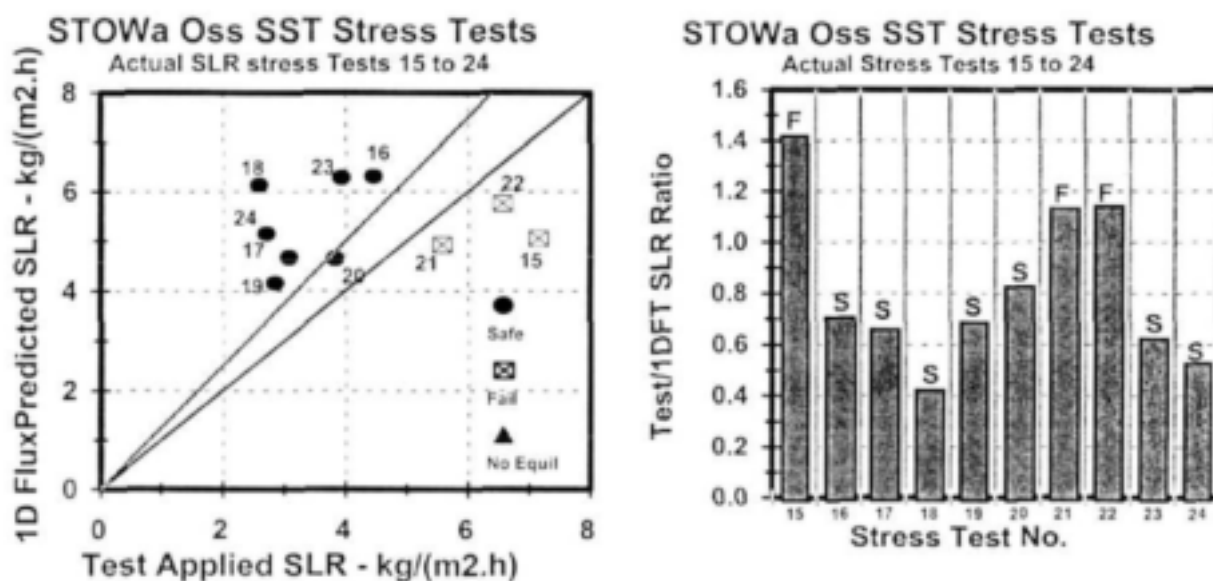 STOWa Oss SST Stress Tests
Actual SLR stress Tests 15 to 24
1D FluxPredicted SLR - kg/(m2.h)
8
6
4
2
0
18
23
16
22
24
17
21
15
19
20
Safe
Fail
No Equil
0 2 4 6 8
Test Applied SLR - kg/(m2.h)
STOWa Oss SST Stress Tests
Actual Stress Tests 15 to 24
Test/1DFT SLR Ratio
1.6
1.4
1.2
1.0
0.8
0.6
0.4
0.2
0.0
F S S S S S F F S S
15 16 17 18 19 20 21 22 23 24
Stress Test No.